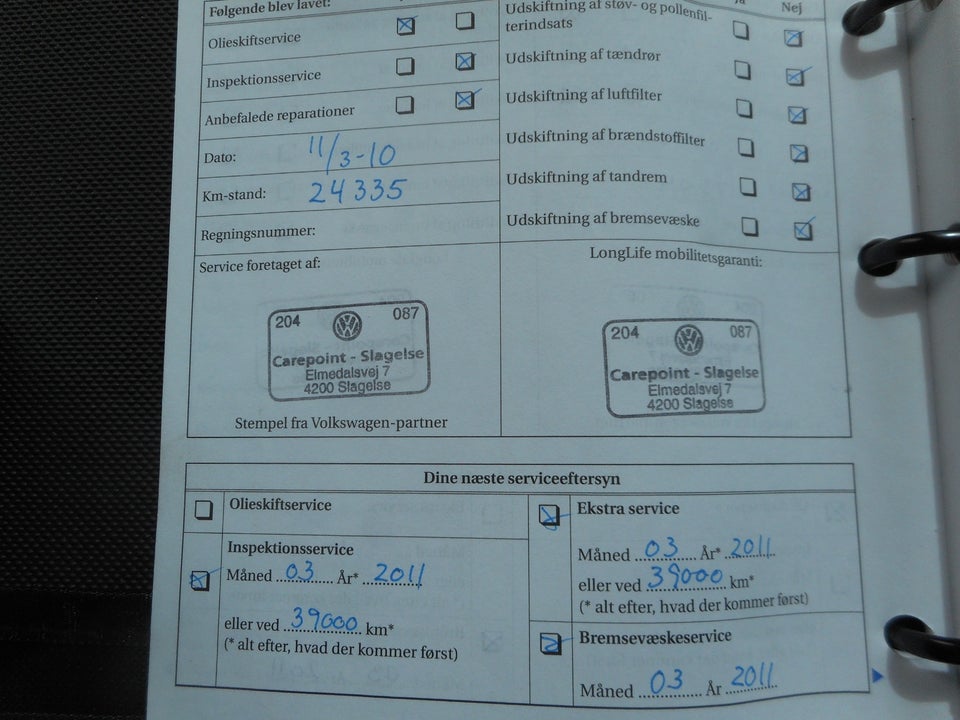 Følgende blev lavet:
Olieskiftservice
Inspektionsservice
Anbefalede reparationer
Dato: 11/3-10
Km-stand: 24335
Regningsnummer:
Service foretaget af:
204 087
Carepoint - Slagelse
Elmedalsvej 7
4200 Slagelse
Stempel fra Volkswagen-partner
Ja Nej
Udskiftning af støv- og pollenfil-
terindsats
Udskiftning af tændrør
Udskiftning af luftfilter
Udskiftning af brændstoffilter
Udskiftning af tandrem
Udskiftning af bremsevæske
LongLife mobilitetsgaranti:
204 087
Carepoint - Slagelse
Elmedalsvej 7
4200 Slagelse
Dine næste serviceeftersyn
Olieskiftservice
Inspektionsservice
Måned 03 År* 2011
eller ved 39000 km*
(* alt efter, hvad der kommer først)
Ekstra service
Måned 03 År* 2011
eller ved 39000 km*
(* alt efter, hvad der kommer først)
Bremsevæskeservice
Måned 03 År 2011